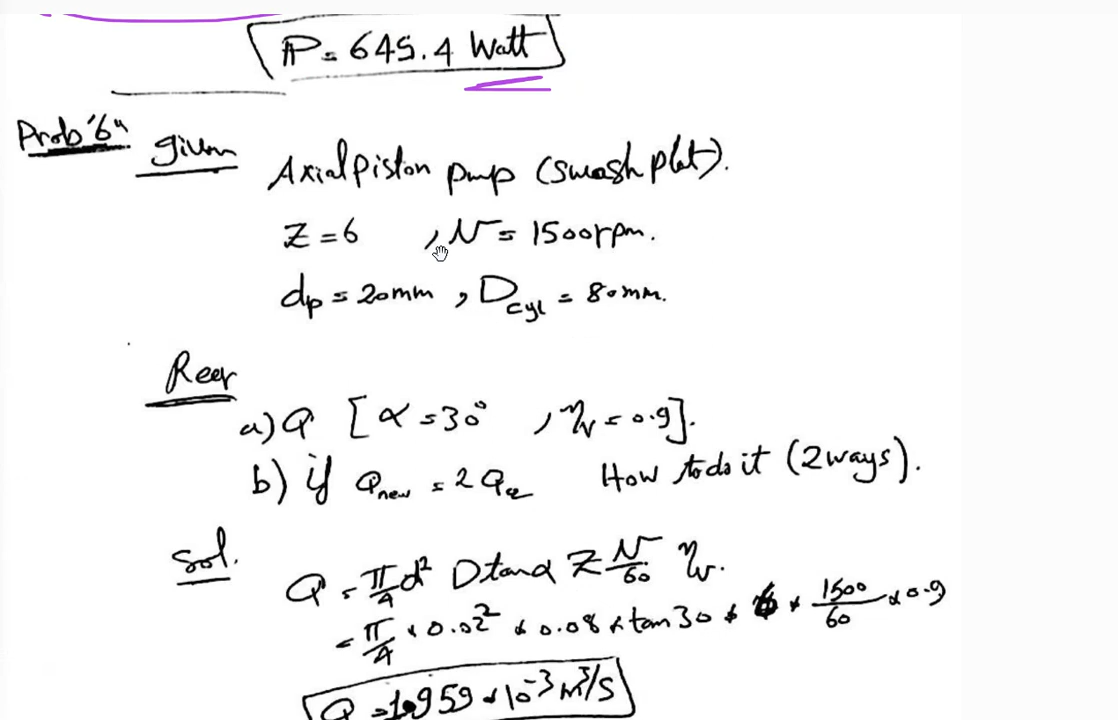 P = 645.4 Watt
Prob "6" given Axial piston pump (swash plat).
Z = 6 , N = 1500 rpm.
dp = 20mm , Dcyl = 80mm.
Reqr
a) Q [α = 30° , ηv = 0.9].
b) if Qnew = 2 Qa How to do it (2 ways).
Sol.
Q = π/4 d² D tan α Z N/60 ηv.
= π/4 * 0.02² * 0.08 * tan 30 * 6 * 1500/60 * 0.9
Q = 1.959 * 10⁻³ m³/s